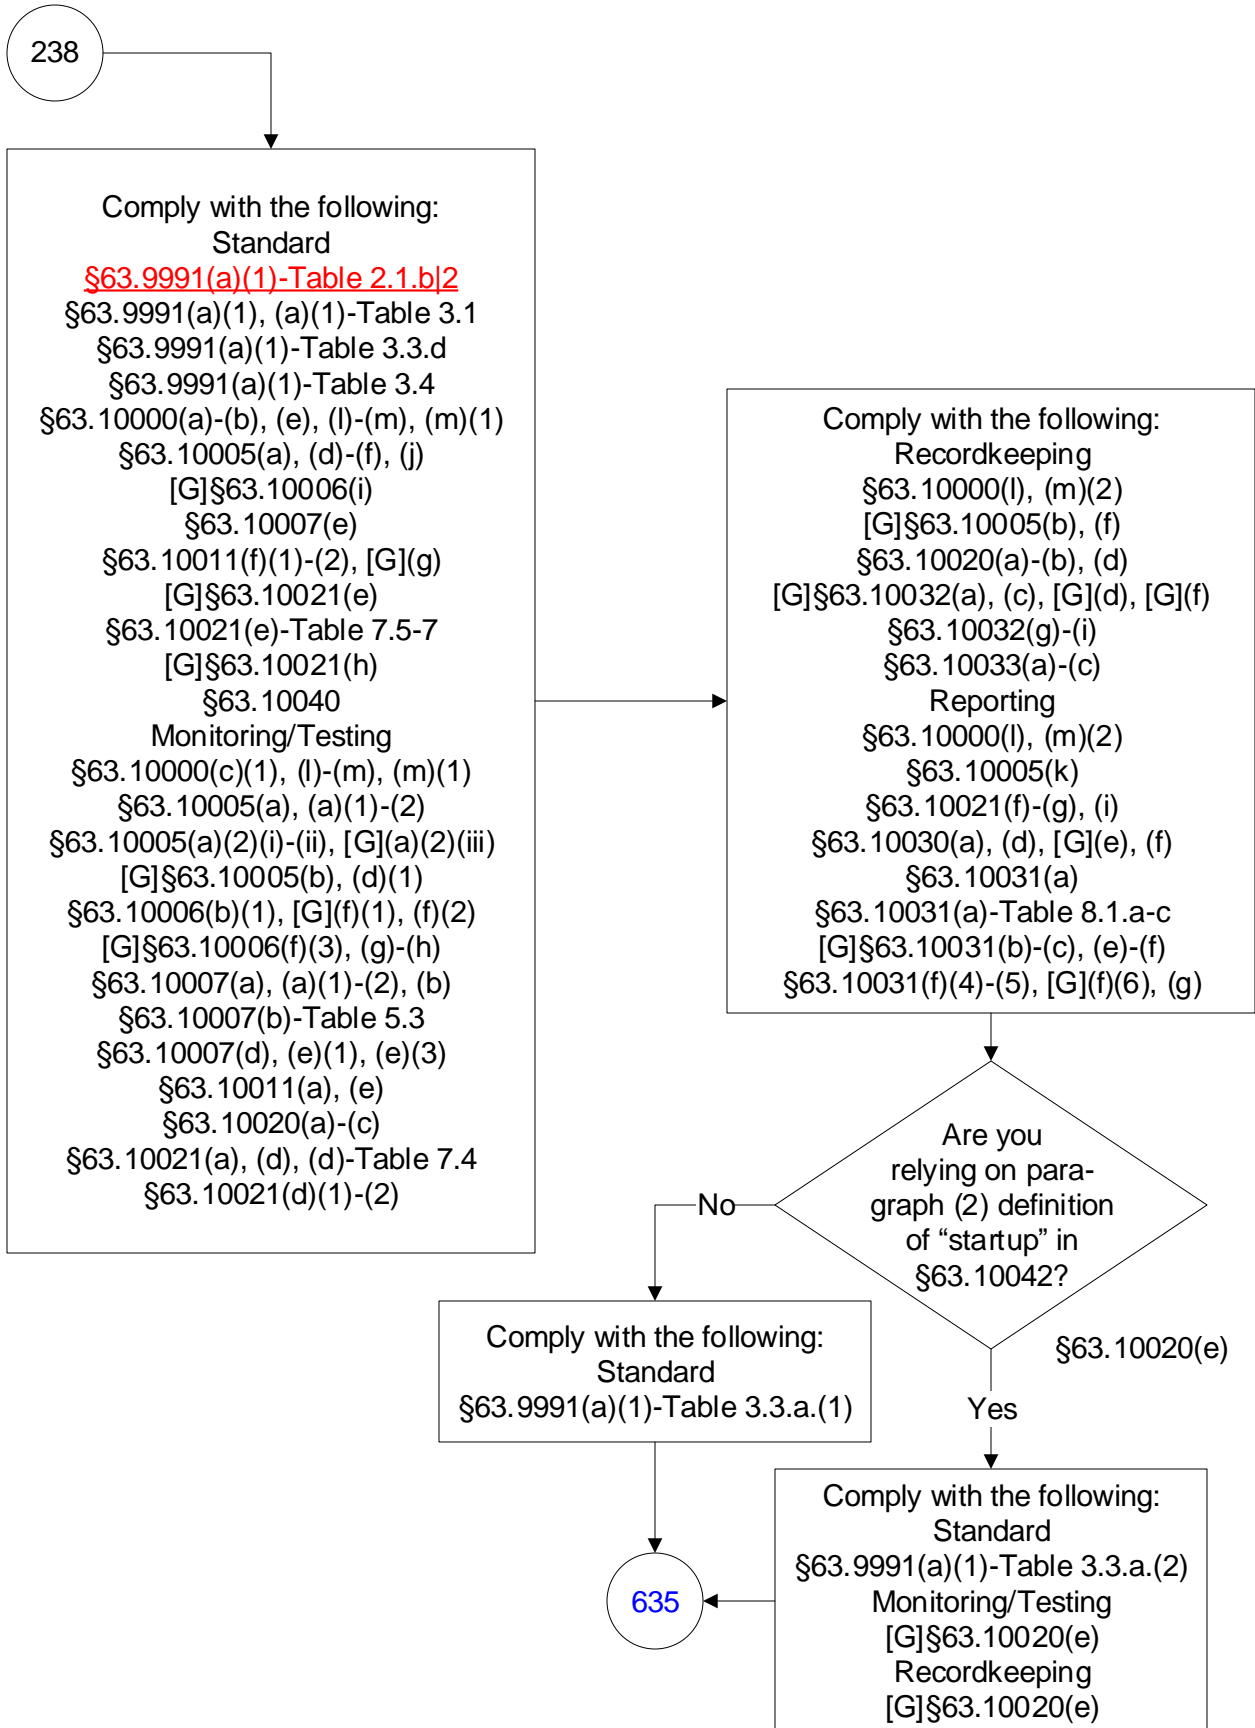 238
Comply with the following:
Standard
§63.9991(a)(1)-Table 2.1.b|2
§63.9991(a)(1), (a)(1)-Table 3.1
§63.9991(a)(1)-Table 3.3.d
§63.9991(a)(1)-Table 3.4
§63.10000(a)-(b), (e), (l)-(m), (m)(1)
§63.10005(a), (d)-(f), (j)
[G]§63.10006(i)
§63.10007(e)
§63.10011(f)(1)-(2), [G](g)
[G]§63.10021(e)
§63.10021(e)-Table 7.5-7
[G]§63.10021(h)
§63.10040
Monitoring/Testing
§63.10000(c)(1), (l)-(m), (m)(1)
§63.10005(a), (a)(1)-(2)
§63.10005(a)(2)(i)-(ii), [G](a)(2)(iii)
[G]§63.10005(b), (d)(1)
§63.10006(b)(1), [G](f)(1), (f)(2)
[G]§63.10006(f)(3), (g)-(h)
§63.10007(a), (a)(1)-(2), (b)
§63.10007(b)-Table 5.3
§63.10007(d), (e)(1), (e)(3)
§63.10011(a), (e)
§63.10020(a)-(c)
§63.10021(a), (d), (d)-Table 7.4
§63.10021(d)(1)-(2)
Comply with the following:
Recordkeeping
§63.10000(l), (m)(2)
[G]§63.10005(b), (f)
§63.10020(a)-(b), (d)
[G]§63.10032(a), (c), [G](d), [G](f)
§63.10032(g)-(i)
§63.10033(a)-(c)
Reporting
§63.10000(l), (m)(2)
§63.10005(k)
§63.10021(f)-(g), (i)
§63.10030(a), (d), [G](e), (f)
§63.10031(a)
§63.10031(a)-Table 8.1.a-c
[G]§63.10031(b)-(c), (e)-(f)
§63.10031(f)(4)-(5), [G](f)(6), (g)
Are you
relying on para-
graph (2) definition
of “startup” in
§63.10042?
§63.10020(e)
No
Comply with the following:
Standard
§63.9991(a)(1)-Table 3.3.a.(1)
Yes
Comply with the following:
Standard
§63.9991(a)(1)-Table 3.3.a.(2)
Monitoring/Testing
[G]§63.10020(e)
Recordkeeping
[G]§63.10020(e)
635